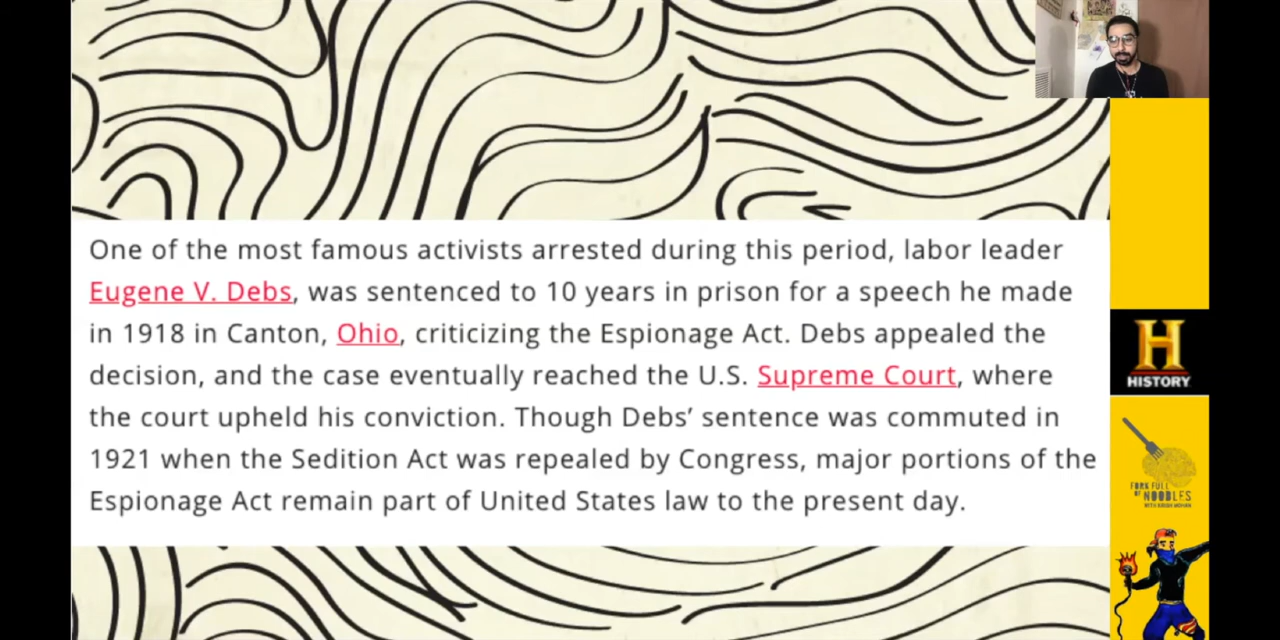 One of the most famous activists arrested during this period, labor leader
Eugene V. Debs, was sentenced to 10 years in prison for a speech he made
in 1918 in Canton, Ohio, criticizing the Espionage Act. Debs appealed the
decision, and the case eventually reached the U.S. Supreme Court, where
the court upheld his conviction. Though Debs’ sentence was commuted in
1921 when the Sedition Act was repealed by Congress, major portions of the
Espionage Act remain part of United States law to the present day.
H
HISTORY
FORK FULL
OF NOODLES